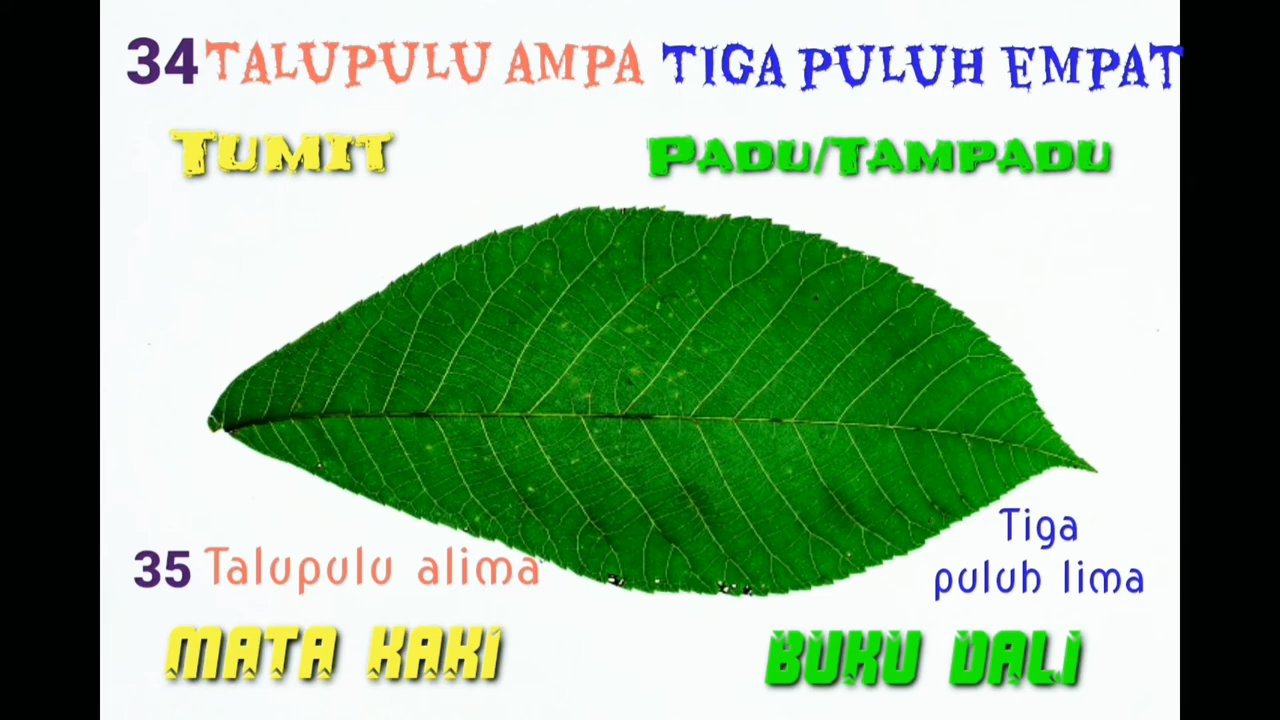 34 TALUPULU AMPA TIGA PULUH EMPAT
TUMIT PADU/TAMPADU
35 Talupulu alima Tiga puluh lima
MATA KAKI BUKU DALI